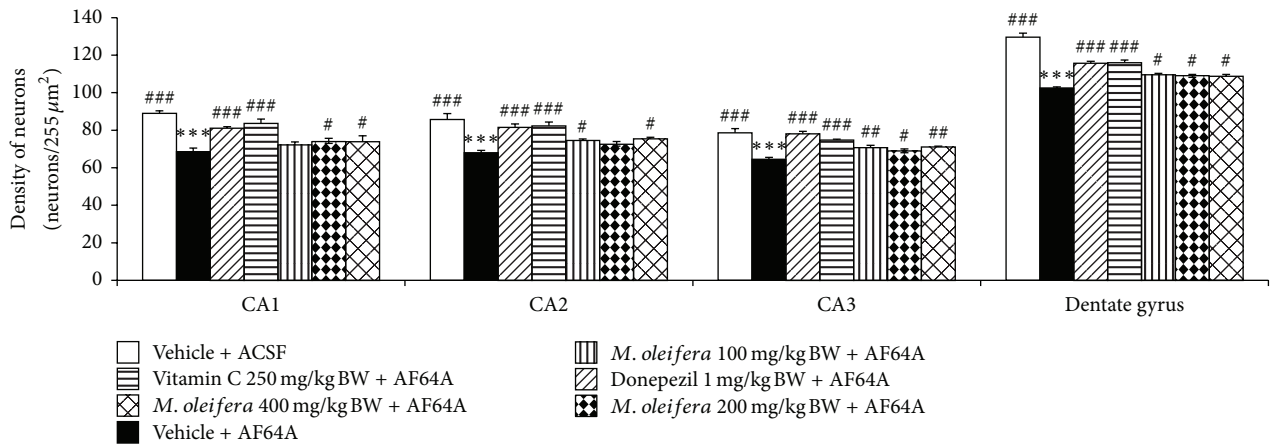 140
120
100
80
60
40
20
0
Density of neurons
(neurons/255 μm²)
### *** ### ### # #
### *** ### ### # #
### *** ### ### ## # ##
### *** ### ### # # #
CA1 CA2 CA3 Dentate gyrus
Vehicle + ACSF
Vitamin C 250 mg/kg BW + AF64A
M. oleifera 400 mg/kg BW + AF64A
Vehicle + AF64A
M. oleifera 100 mg/kg BW + AF64A
Donepezil 1 mg/kg BW + AF64A
M. oleifera 200 mg/kg BW + AF64A